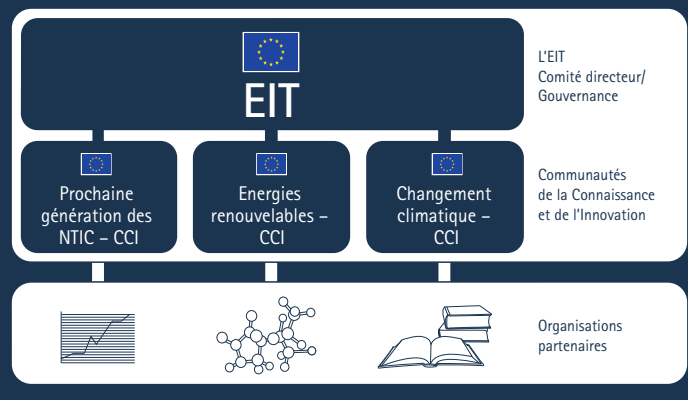 EIT
L'EIT
Comité directeur/
Gouvernance
Prochaine
génération des
NTIC – CCI
Energies
renouvelables –
CCI
Changement
climatique –
CCI
Communautés
de la Connaissance
et de l'Innovation
Organisations
partenaires